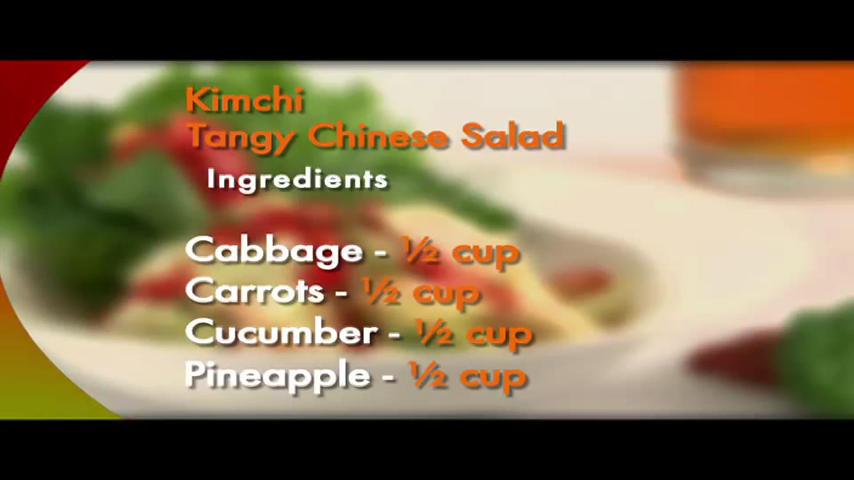 Kimchi
Tangy Chinese Salad
Ingredients
Cabbage - ½ cup
Carrots - ½ cup
Cucumber - ½ cup
Pineapple - ½ cup